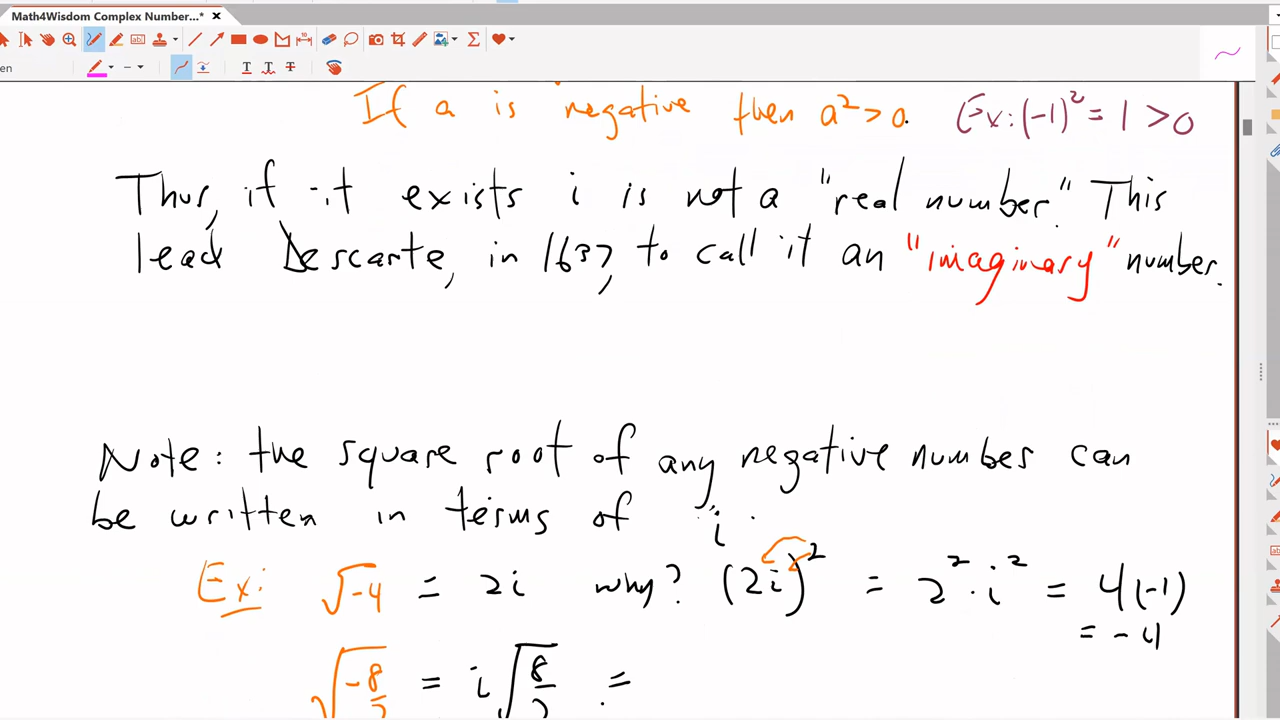 Math4Wisdom Complex Number...* ×
en
If a is negative then a²>0. Ex:(-1)²=1>0
Thus, if it exists i is not a "real number." This
lead Descarte, in 1637, to call it an "imaginary" number.
Note: the square root of any negative number can
be written in terms of i.
Ex: √-4 = 2i why? (2i)² = 2²·i² = 4(-1)
= -4
√-8/ = i√8/ =